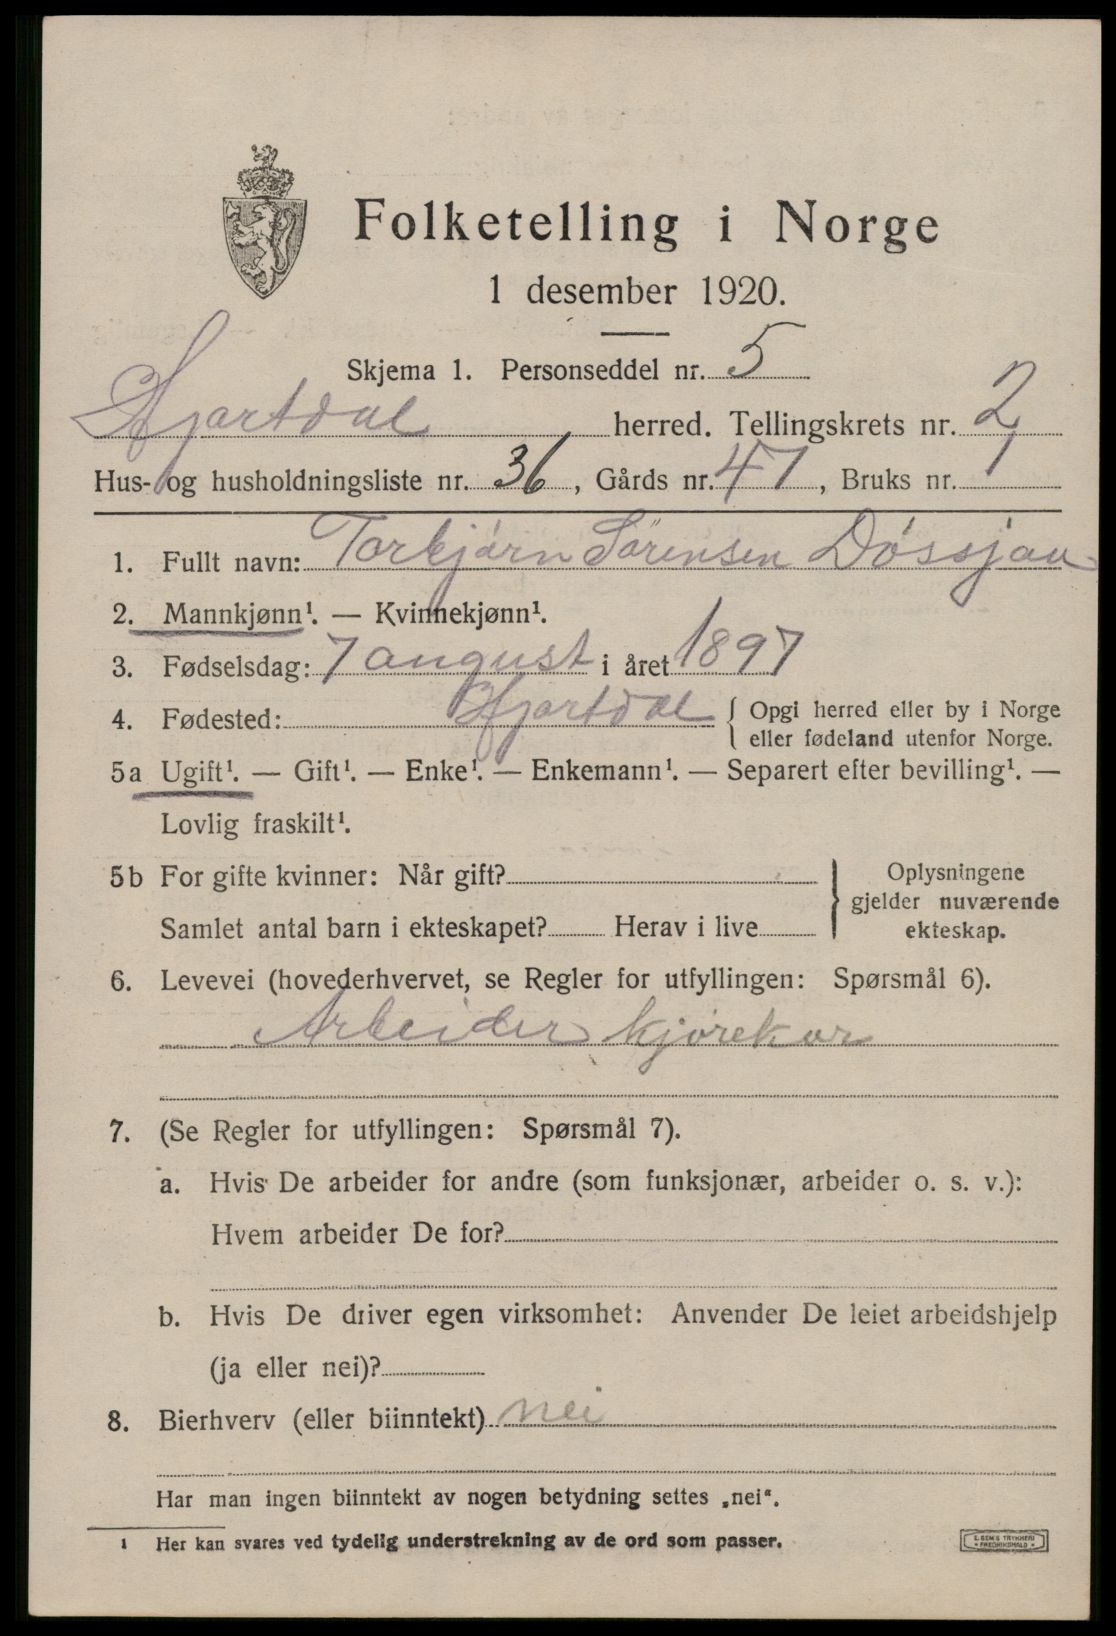 Folketelling i Norge
1 desember 1920.
Skjema 1. Personseddel nr. 5
Hjartdal herred. Tellingskrets nr. 2
Hus- og husholdningsliste nr. 36, Gårds nr. 47, Bruks nr. 1
1. Fullt navn: Torbjörn Sörensen Døssjau
2. Mannkjønn¹. — Kvinnekjønn¹.
3. Fødselsdag: 7 august i året 1897
4. Fødested: Hjartdal { Opgi herred eller by i Norge
eller fødeland utenfor Norge.
5a Ugift¹. — Gift¹. — Enke¹. — Enkemann¹. — Separert efter bevilling¹. —
Lovlig fraskilt¹.
5b For gifte kvinner: Når gift?
Samlet antal barn i ekteskapet? Herav i live
} Oplysningene
gjelder nuværende
ekteskap.
6. Levevei (hovederhvervet, se Regler for utfyllingen: Spørsmål 6).
Arbeider kjörekar
7. (Se Regler for utfyllingen: Spørsmål 7).
a. Hvis De arbeider for andre (som funksjonær, arbeider o. s. v.):
Hvem arbeider De for?
b. Hvis De driver egen virksomhet: Anvender De leiet arbeidshjelp
(ja eller nei)?
8. Bierhverv (eller biinntekt) nei
Har man ingen biinntekt av nogen betydning settes „nei“.
¹ Her kan svares ved tydelig understrekning av de ord som passer.
E. SEM'S TRYKKERI
• FREDRIKSHALD •